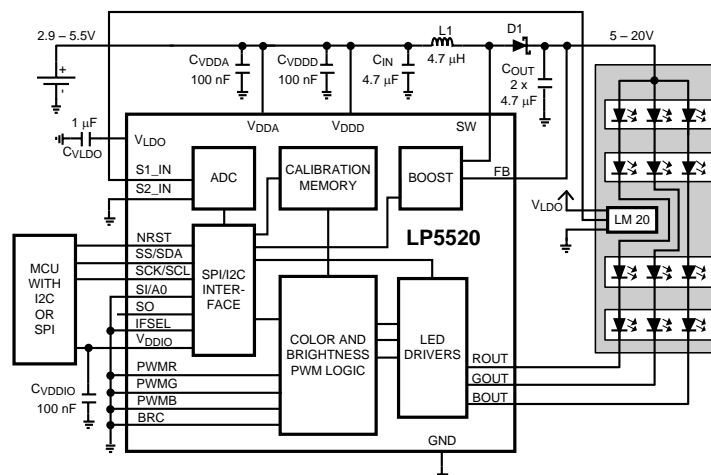 2.9 – 5.5V
+
-
CVDDA
100 nF
CVDDD
100 nF
CIN
4.7 μF
L1
4.7 μH
D1
COUT
2 x
4.7 μF
5 – 20V
1 μF
CVLDO
VLDO
VDDA
VDDD
SW
S1_IN
S2_IN
ADC
CALIBRATION
MEMORY
BOOST
FB
VLDO
LM 20
LP5520
MCU
WITH
I2C
OR
SPI
NRST
SS/SDA
SCK/SCL
SI/A0
SO
IFSEL
VDDIO
SPI/I2C
INTER-
FACE
COLOR AND
BRIGHTNESS
PWM LOGIC
LED
DRIVERS
ROUT
GOUT
BOUT
CVDDIO
100 nF
PWMR
PWMG
PWMB
BRC
GND